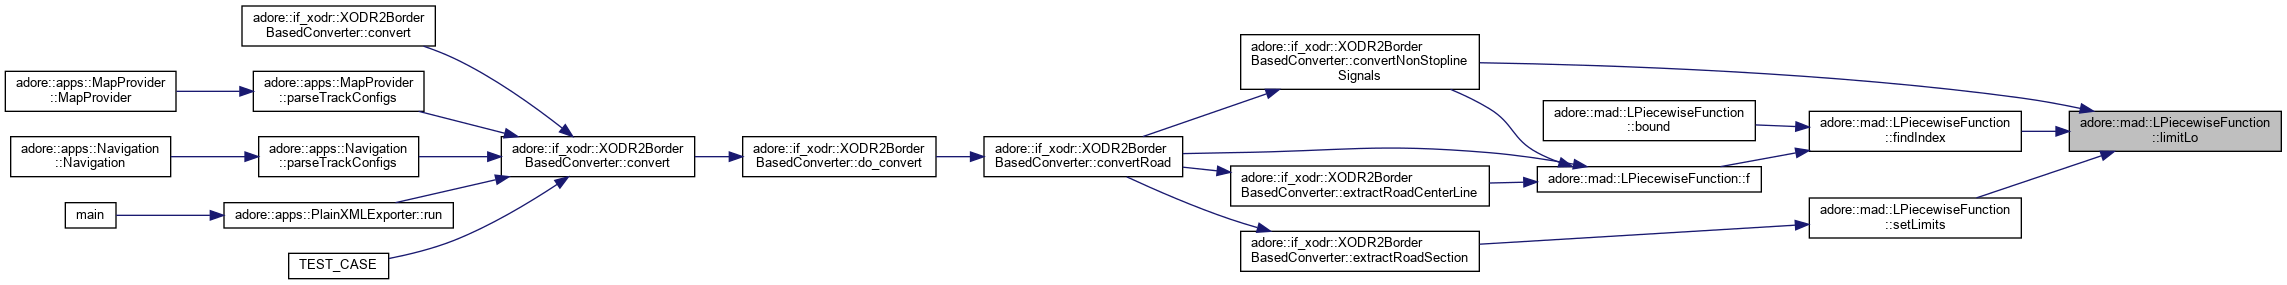 adore::if_xodr::XODR2Border
BasedConverter::convert
adore::apps::MapProvider
::MapProvider
adore::apps::MapProvider
::parseTrackConfigs
adore::apps::Navigation
::Navigation
adore::apps::Navigation
::parseTrackConfigs
main
adore::apps::PlainXMLExporter::run
TEST_CASE
adore::if_xodr::XODR2Border
BasedConverter::convert
adore::if_xodr::XODR2Border
BasedConverter::do_convert
adore::if_xodr::XODR2Border
BasedConverter::convertRoad
adore::if_xodr::XODR2Border
BasedConverter::convertNonStopline
Signals
adore::if_xodr::XODR2Border
BasedConverter::extractRoadCenterLine
adore::if_xodr::XODR2Border
BasedConverter::extractRoadSection
adore::mad::LPiecewiseFunction
::bound
adore::mad::LPiecewiseFunction::f
adore::mad::LPiecewiseFunction
::findIndex
adore::mad::LPiecewiseFunction
::setLimits
adore::mad::LPiecewiseFunction
::limitLo